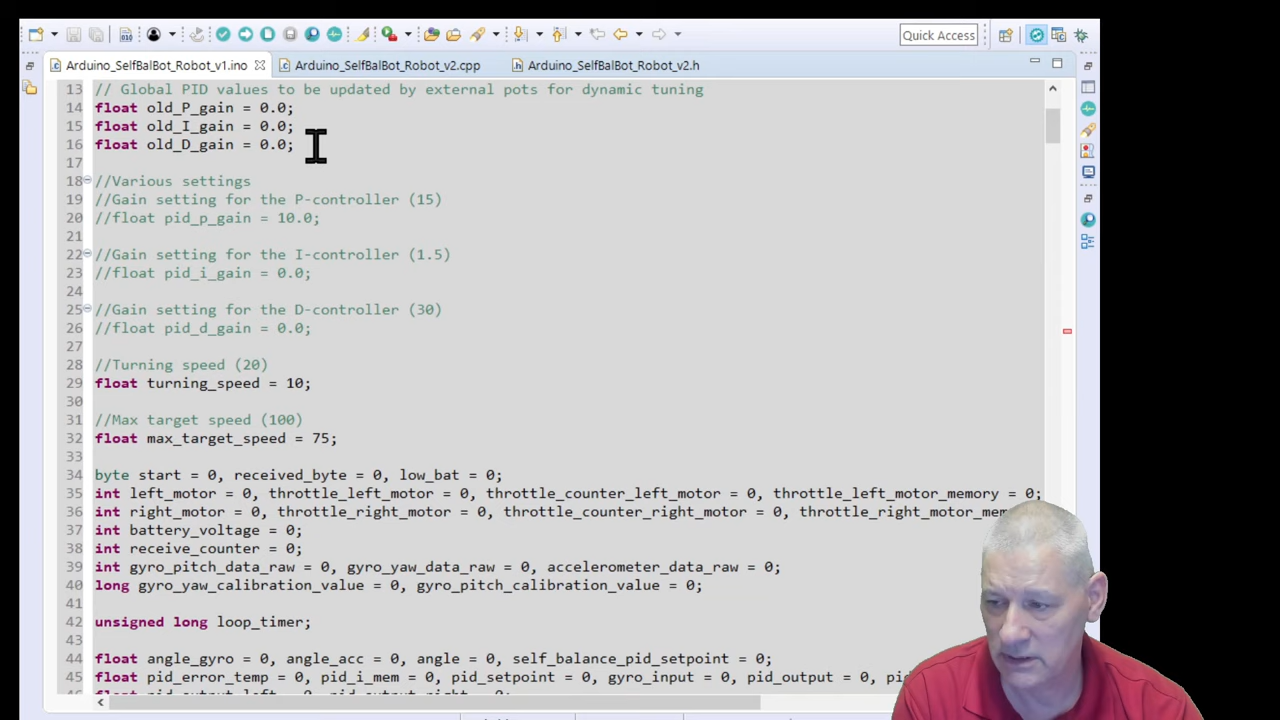 Quick Access
Arduino_SelfBalBot_Robot_v1.ino
Arduino_SelfBalBot_Robot_v2.cpp
Arduino_SelfBalBot_Robot_v2.h
13 // Global PID values to be updated by external pots for dynamic tuning
14 float old_P_gain = 0.0;
15 float old_I_gain = 0.0;
16 float old_D_gain = 0.0;
17
18 //Various settings
19 //Gain setting for the P-controller (15)
20 //float pid_p_gain = 10.0;
21
22 //Gain setting for the I-controller (1.5)
23 //float pid_i_gain = 0.0;
24
25 //Gain setting for the D-controller (30)
26 //float pid_d_gain = 0.0;
27
28 //Turning speed (20)
29 float turning_speed = 10;
30
31 //Max target speed (100)
32 float max_target_speed = 75;
33
34 byte start = 0, received_byte = 0, low_bat = 0;
35 int left_motor = 0, throttle_left_motor = 0, throttle_counter_left_motor = 0, throttle_left_motor_memory = 0;
36 int right_motor = 0, throttle_right_motor = 0, throttle_counter_right_motor = 0, throttle_right_motor_mem
37 int battery_voltage = 0;
38 int receive_counter = 0;
39 int gyro_pitch_data_raw = 0, gyro_yaw_data_raw = 0, accelerometer_data_raw = 0;
40 long gyro_yaw_calibration_value = 0, gyro_pitch_calibration_value = 0;
41
42 unsigned long loop_timer;
43
44 float angle_gyro = 0, angle_acc = 0, angle = 0, self_balance_pid_setpoint = 0;
45 float pid_error_temp = 0, pid_i_mem = 0, pid_setpoint = 0, gyro_input = 0, pid_output = 0,